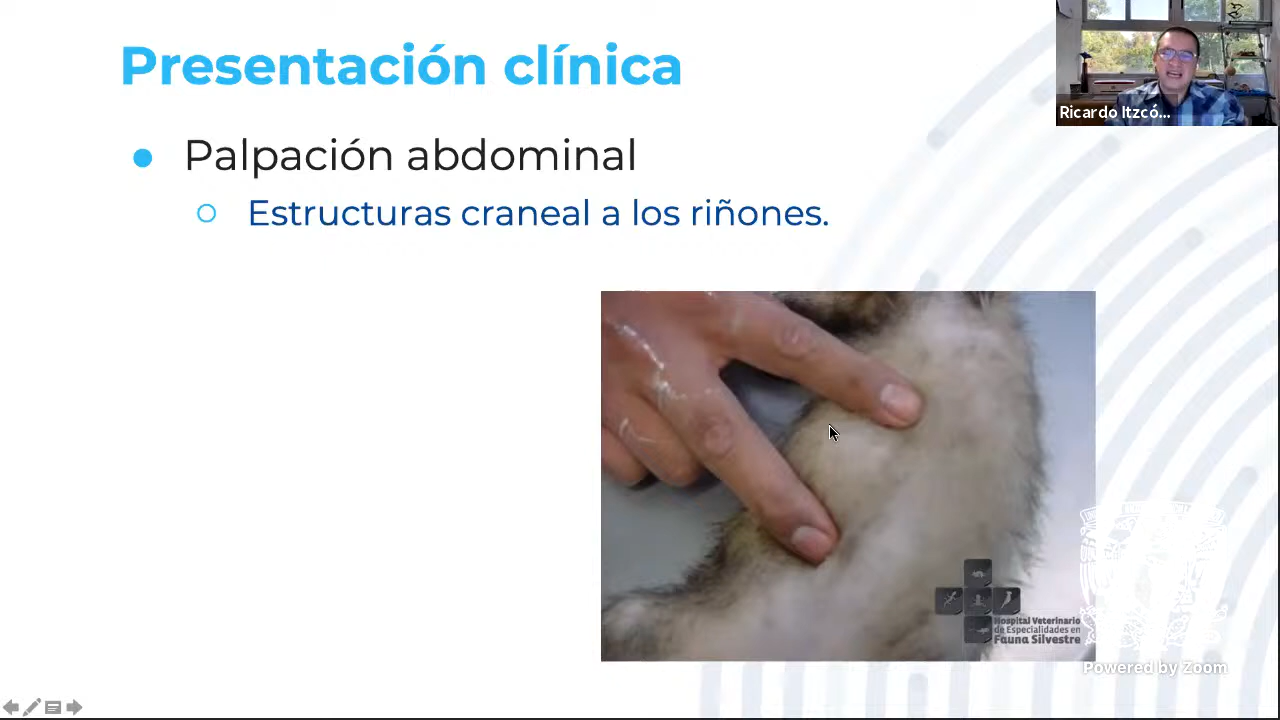 Presentación clínica
Ricardo Itzcó...
Palpación abdominal
Estructuras craneal a los riñones.
Hospital Veterinario
de Especialidades en
Fauna Silvestre
Powered by Zoom